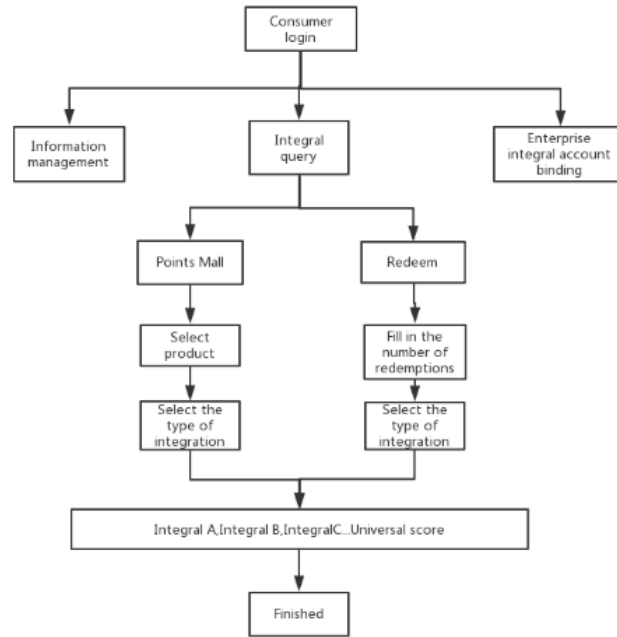 Consumer
login
Information
management
Integral
query
Enterprise
integral account
binding
Points Mall
Redeem
Select
product
Fill in the
number of
redemptions
Select the
type of
integration
Select the
type of
integration
Integral A,Integral B,IntegralC...Universal score
Finished